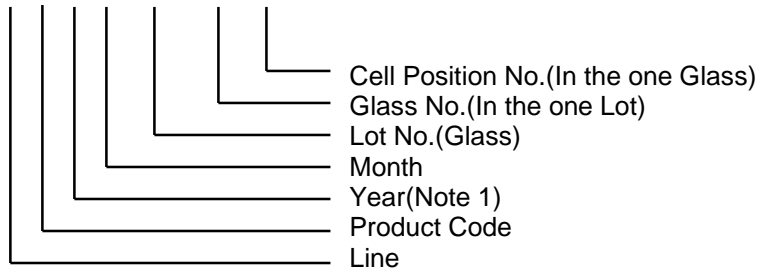 Cell Position No.(In the one Glass)
Glass No.(In the one Lot)
Lot No.(Glass)
Month
Year(Note 1)
Product Code
Line